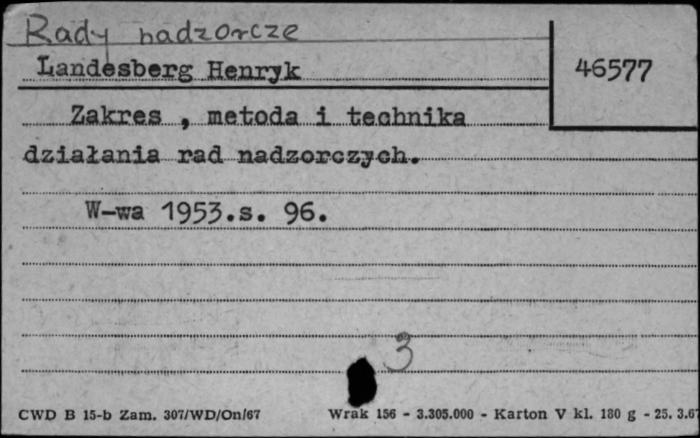 Rady nadzorcze
Landesberg Henryk
46577
Zakres , metoda i technika
działania rad nadzorczych.
W-wa 1953.s. 96.
3
CWD B 15-b Zam. 307/WD/On/67 Wrak 156 - 3.305.000 - Karton V kl. 180 g - 25. 3.67